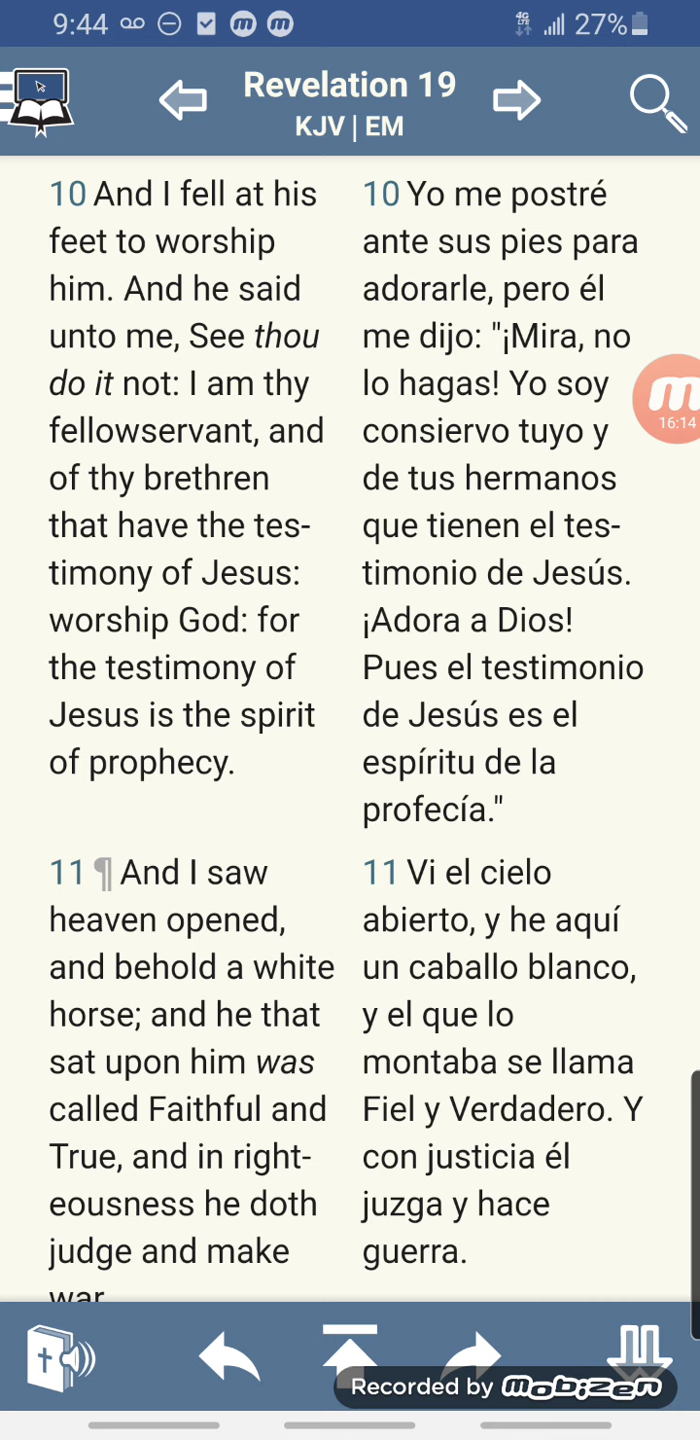 9:44
4G LTE
27%
Revelation 19
KJV | EM
10 And I fell at his
feet to worship
him. And he said
unto me, See thou
do it not: I am thy
fellowservant, and
of thy brethren
that have the tes-
timony of Jesus:
worship God: for
the testimony of
Jesus is the spirit
of prophecy.
10 Yo me postré
ante sus pies para
adorarle, pero él
me dijo: "¡Mira, no
lo hagas! Yo soy
consiervo tuyo y
de tus hermanos
que tienen el tes-
timonio de Jesús.
¡Adora a Dios!
Pues el testimonio
de Jesús es el
espíritu de la
profecía."
m
16:14
11 ¶ And I saw
heaven opened,
and behold a white
horse; and he that
sat upon him was
called Faithful and
True, and in right-
eousness he doth
judge and make
war
11 Vi el cielo
abierto, y he aquí
un caballo blanco,
y el que lo
montaba se llama
Fiel y Verdadero. Y
con justicia él
juzga y hace
guerra.
Recorded by mobizen